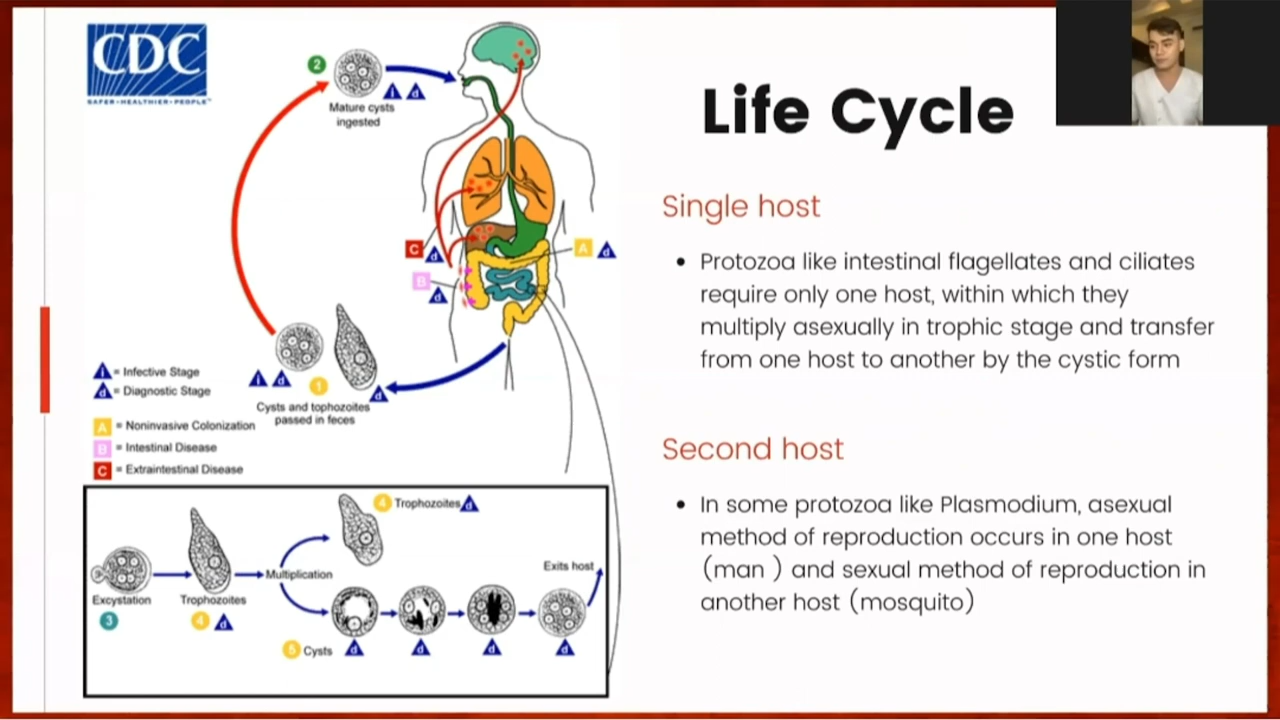 CDC
SAFER•HEALTHIER•PEOPLE™
2
Mature cysts
ingested
i d
C d
B d
A d
i d
1
d
Cysts and tophozoites
passed in feces
i = Infective Stage
d = Diagnostic Stage
A = Noninvasive Colonization
B = Intestinal Disease
C = Extraintestinal Disease
4 Trophozoites d
Excystation
3
Trophozoites
4 d
Multiplication
Exits host
5 Cysts d d d d
Life Cycle
Single host
• Protozoa like intestinal flagellates and ciliates
require only one host, within which they
multiply asexually in trophic stage and transfer
from one host to another by the cystic form
Second host
• In some protozoa like Plasmodium, asexual
method of reproduction occurs in one host
(man ) and sexual method of reproduction in
another host (mosquito)